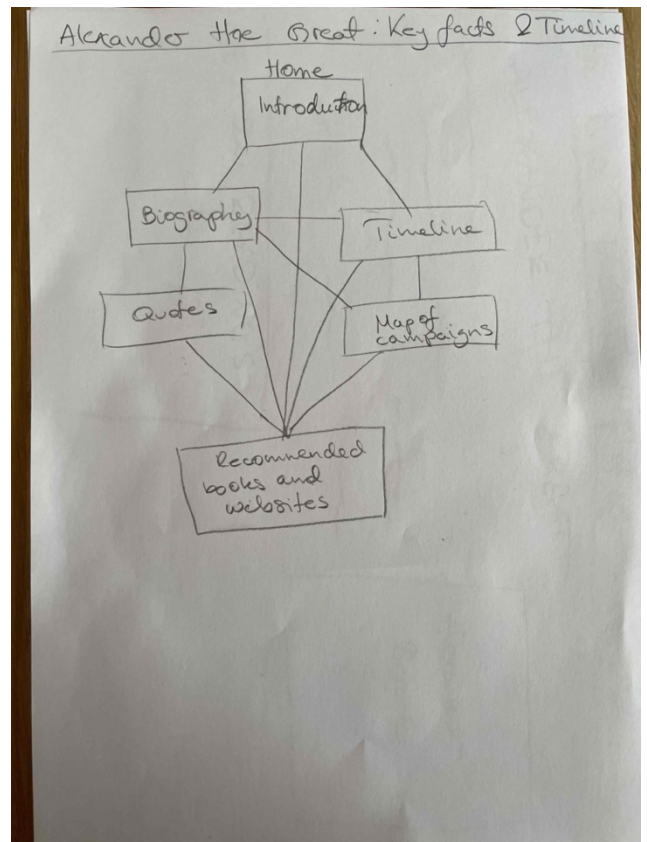 Alexander the Great: Key facts & Timeline
Home
Introduction
Biography
Timeline
Quotes
Map of
campaigns
Recommended
books and
websites